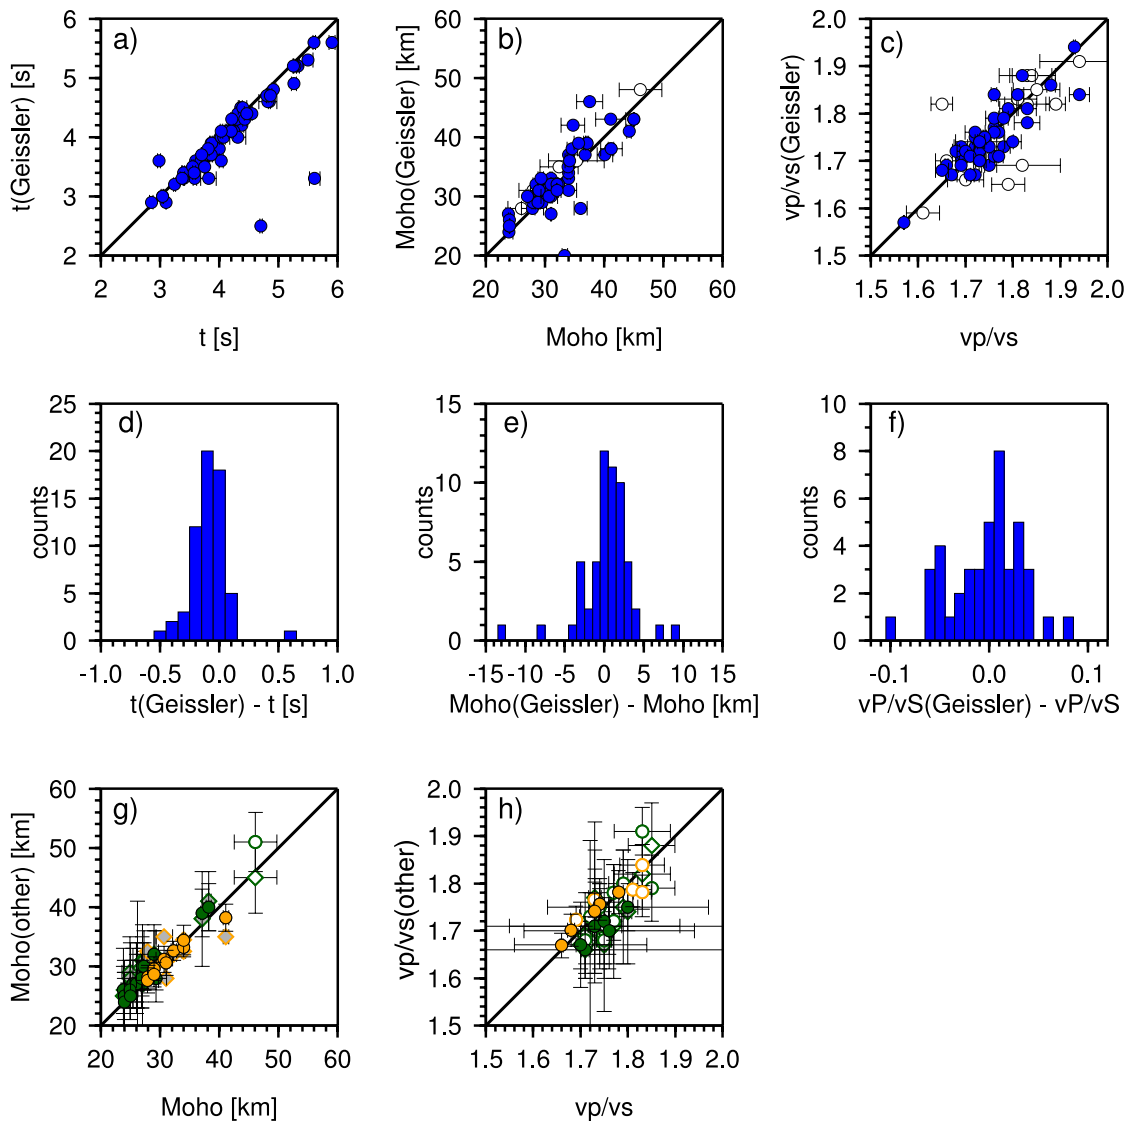 a)
t(Geissler) [s]
6
5
4
3
2
2 3 4 5 6
t [s]
b)
Moho(Geissler) [km]
60
50
40
30
20
20 30 40 50 60
Moho [km]
c)
vp/vs(Geissler)
2.0
1.9
1.8
1.7
1.6
1.5
1.5 1.6 1.7 1.8 1.9 2.0
vp/vs
d)
counts
25
20
15
10
5
0
-1.0 -0.5 0.0 0.5 1.0
t(Geissler) - t [s]
e)
counts
15
10
5
0
-15 -10 -5 0 5 10 15
Moho(Geissler) - Moho [km]
f)
counts
10
8
6
4
2
0
-0.1 0.0 0.1
vP/vS(Geissler) - vP/vS
g)
Moho(other) [km]
60
50
40
30
20
20 30 40 50 60
Moho [km]
h)
vp/vs(other)
2.0
1.9
1.8
1.7
1.6
1.5
1.5 1.6 1.7 1.8 1.9 2.0
vp/vs